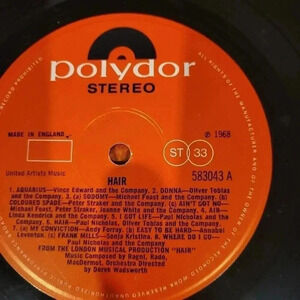 polydor
STEREO
MADE IN ENGLAND
℗ 1968
United Artists Music
ST 33
583043 A
HAIR
1. AQUARIUS—Vince Edward and the Company. 2. DONNA—Oliver Tobias
and the Company. 3. (a) SODOMY—Michael Feast and the Company. (b)
COLOURED SPADE—Peter Straker and the Company. (c) AIN'T GOT NO—
Michael Feast, Peter Straker, Joanne White and the Company. 4. AIR—
Linda Kendrick and the Company. 5. I GOT LIFE—Paul Nicholas and the
Company. 6. HAIR—Paul Nicholas, Oliver Tobias and the Company.
7. (a) MY CONVICTION—Andy Forray. (b) EASY TO BE HARD—Annabel
Leventon. (c) FRANK MILLS—Sonja Kristina. 8. WHERE DO I GO—
Paul Nicholas and the Company
FROM THE LONDON MUSICAL PRODUCTION "HAIR"
Music Composed by Ragni, Rado,
MacDermot, Orchestra Directed by
Derek Wadsworth